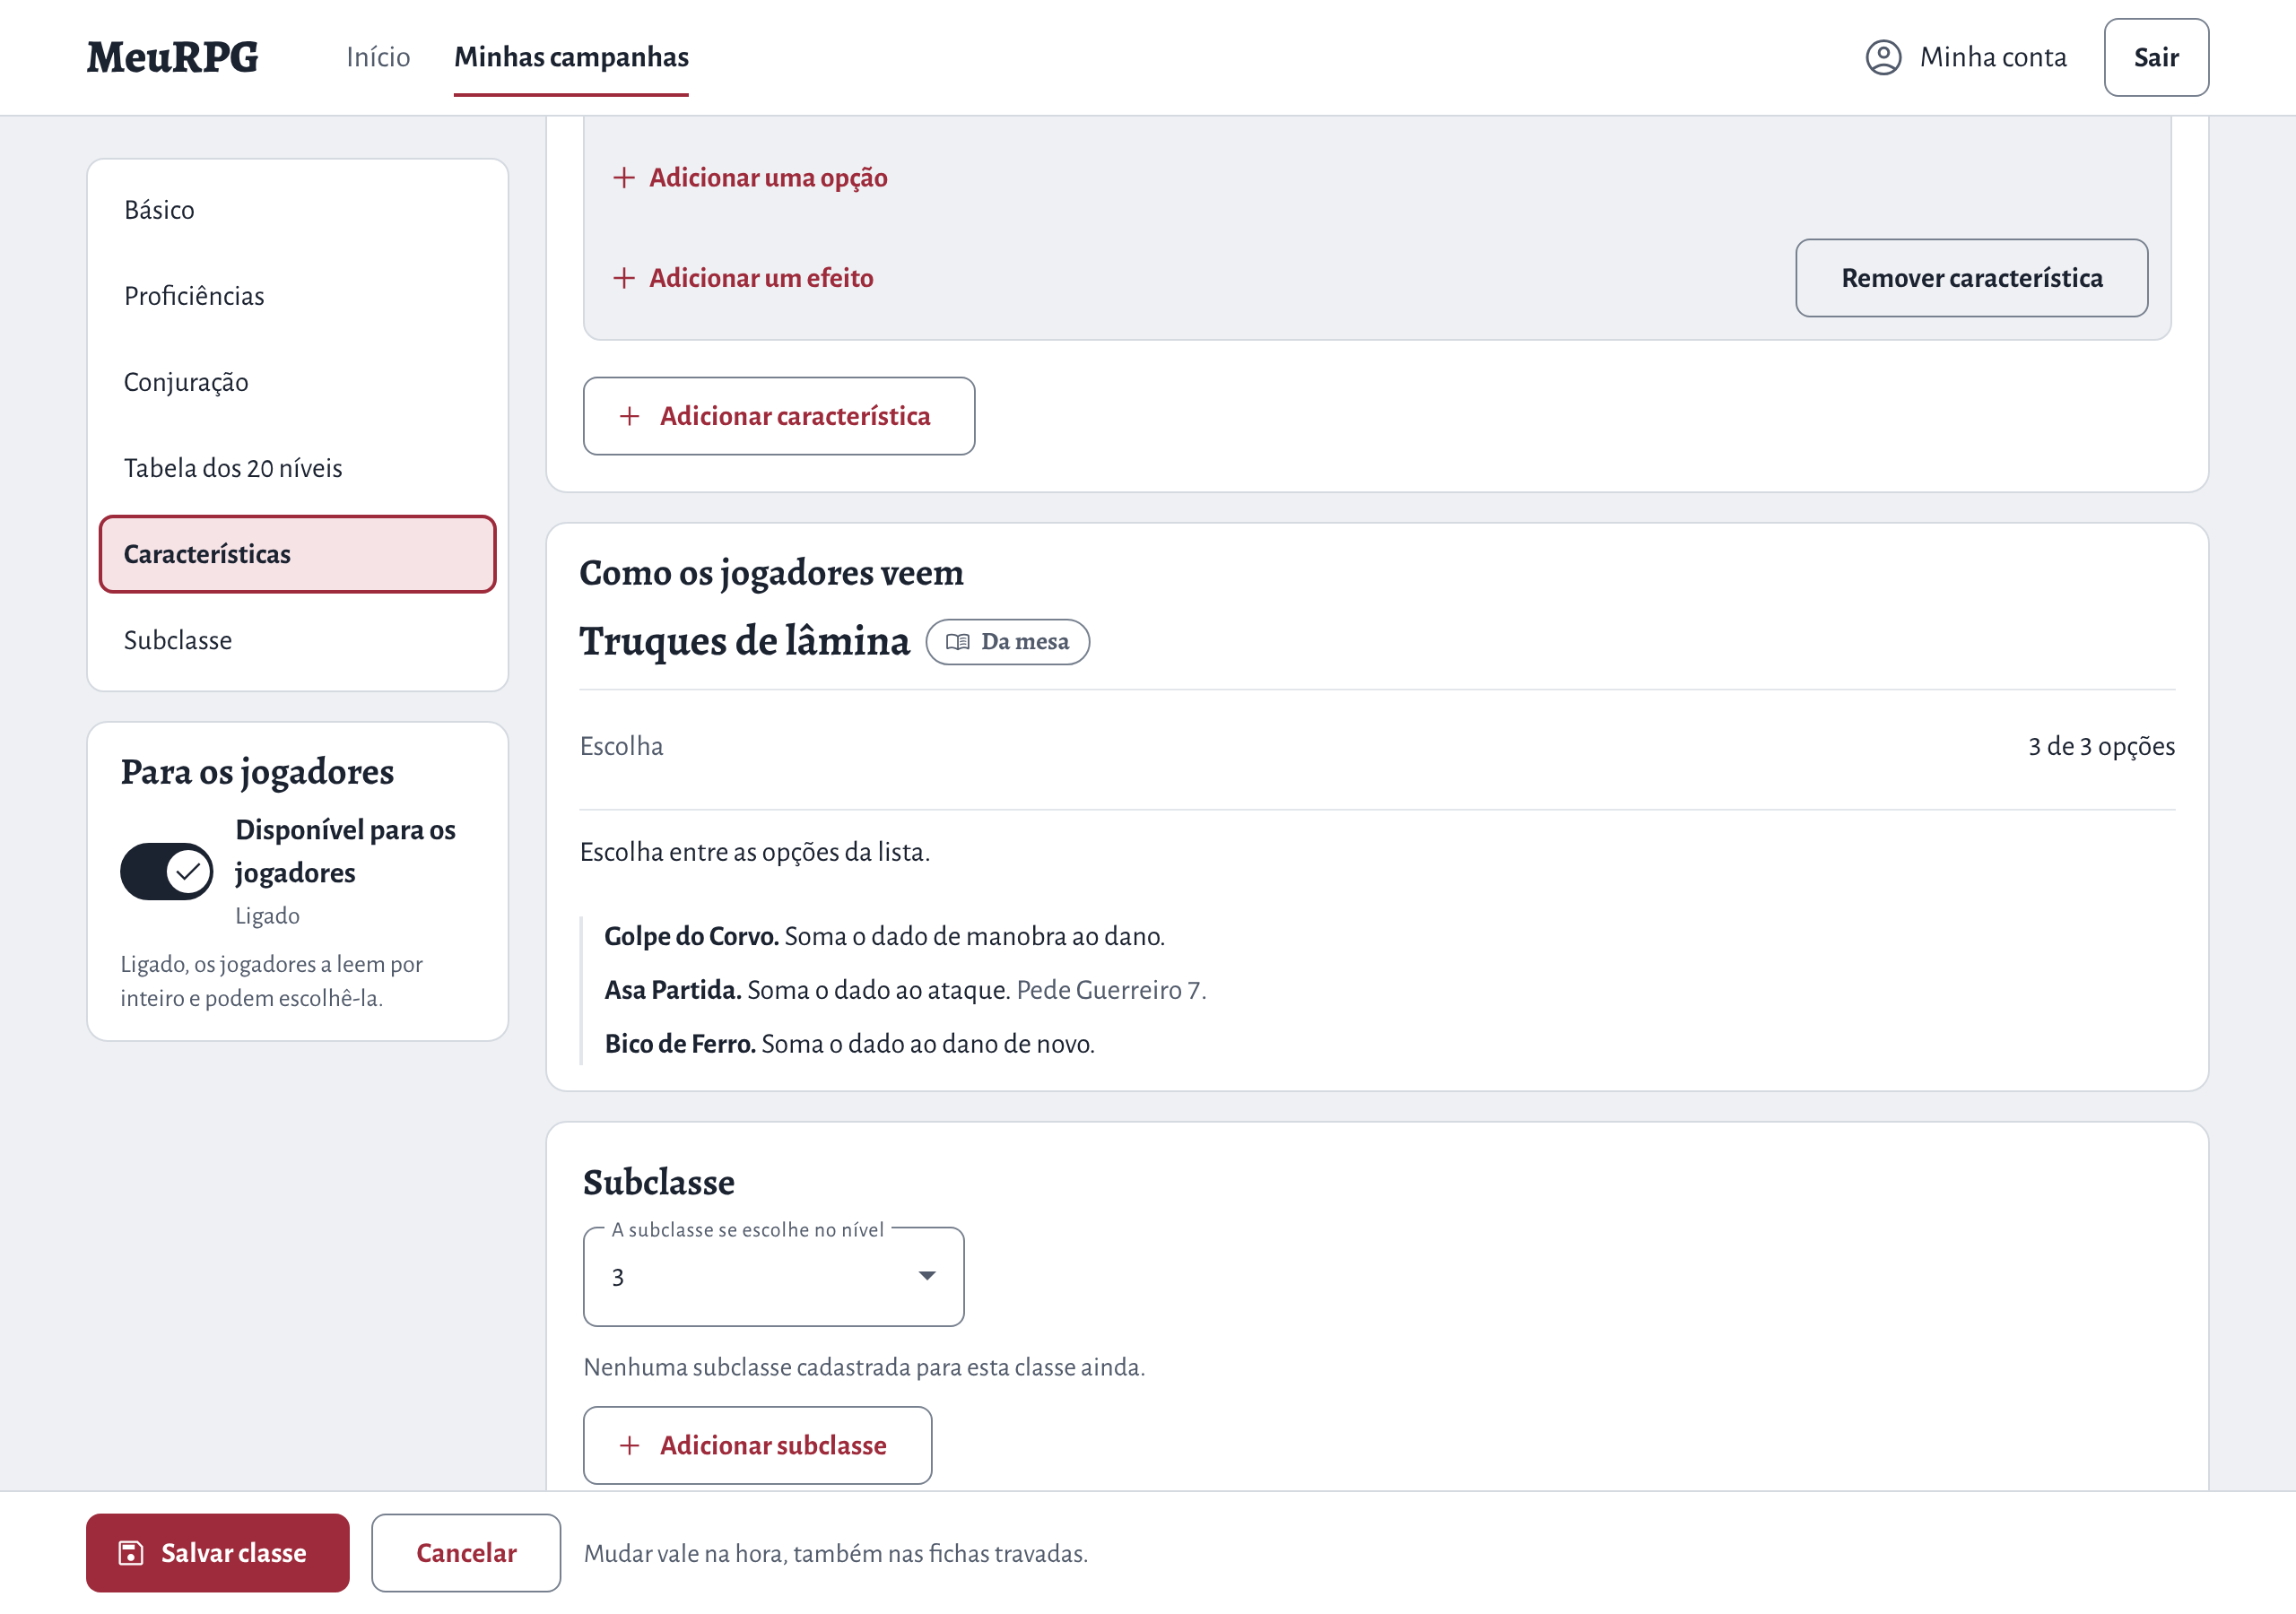 MeuRPG
Início
Minhas campanhas
Minha conta
Sair
Básico
Proficiências
Conjuração
Tabela dos 20 níveis
Características
Subclasse
Para os jogadores
Disponível para os
jogadores
Ligado
Ligado, os jogadores a leem por
inteiro e podem escolhê-la.
Adicionar uma opção
Adicionar um efeito
Remover característica
Adicionar característica
Como os jogadores veem
Truques de lâmina
Da mesa
Escolha
3 de 3 opções
Escolha entre as opções da lista.
Golpe do Corvo. Soma o dado de manobra ao dano.
Asa Partida. Soma o dado ao ataque. Pede Guerreiro 7.
Bico de Ferro. Soma o dado ao dano de novo.
Subclasse
A subclasse se escolhe no nível
3
Nenhuma subclasse cadastrada para esta classe ainda.
Adicionar subclasse
Salvar classe
Cancelar
Mudar vale na hora, também nas fichas travadas.